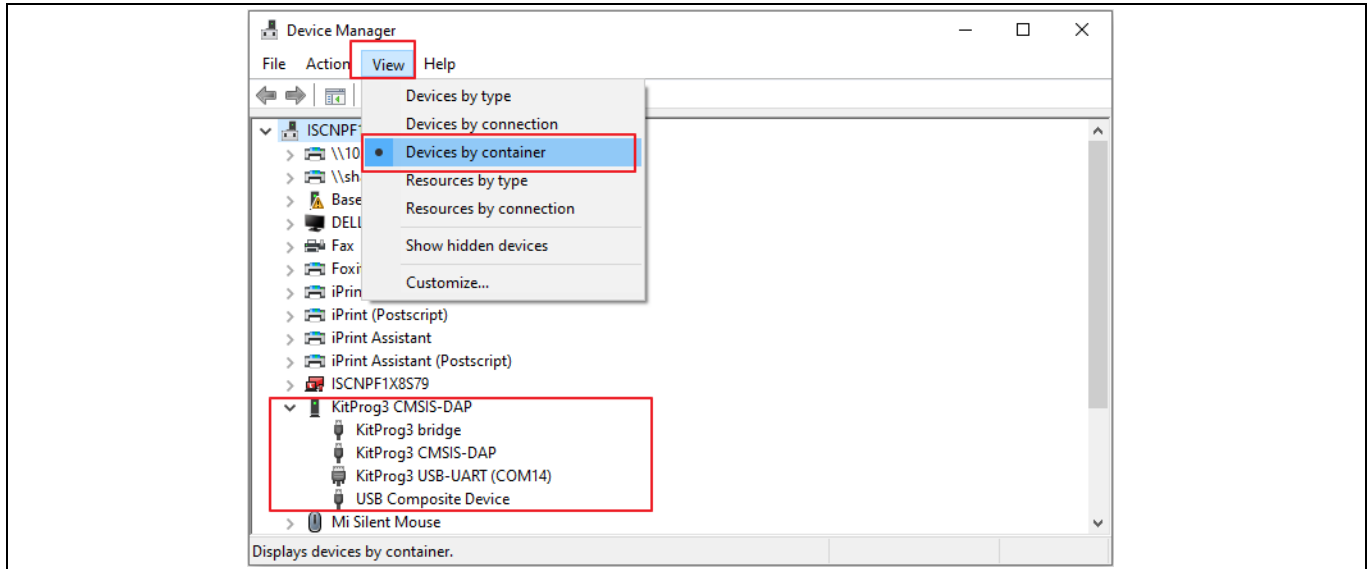 Device Manager
File Action View Help
Devices by type
Devices by connection
Devices by container
Resources by type
Resources by connection
Show hidden devices
Customize...
ISCNPF
\\10
\\sh
Base
DELL
Fax
Foxi
iPrin
iPrint (Postscript)
iPrint Assistant
iPrint Assistant (Postscript)
ISCNPF1X8S79
KitProg3 CMSIS-DAP
KitProg3 bridge
KitProg3 CMSIS-DAP
KitProg3 USB-UART (COM14)
USB Composite Device
Mi Silent Mouse
Displays devices by container.